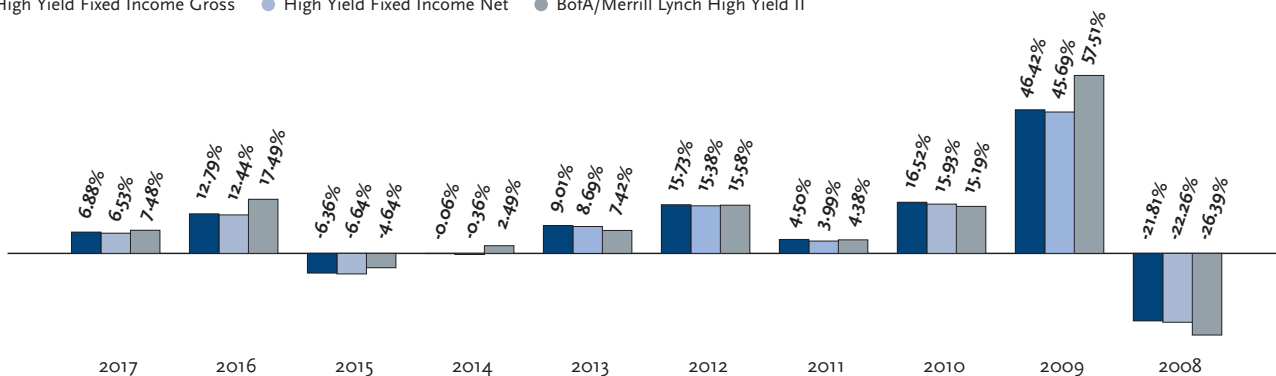 High Yield Fixed Income Gross High Yield Fixed Income Net BofA/Merrill Lynch High Yield II
6.88% 6.53% 7.48% 12.79% 12.44% 17.49% -6.36% -6.64% -4.64% -0.06% -0.36% 2.49% 9.01% 8.69% 7.42% 15.73% 15.38% 15.58% 4.50% 3.99% 4.38% 16.52% 15.93% 15.19% 46.42% 45.69% 57.51% -21.81% -22.26% -26.39%
2017 2016 2015 2014 2013 2012 2011 2010 2009 2008